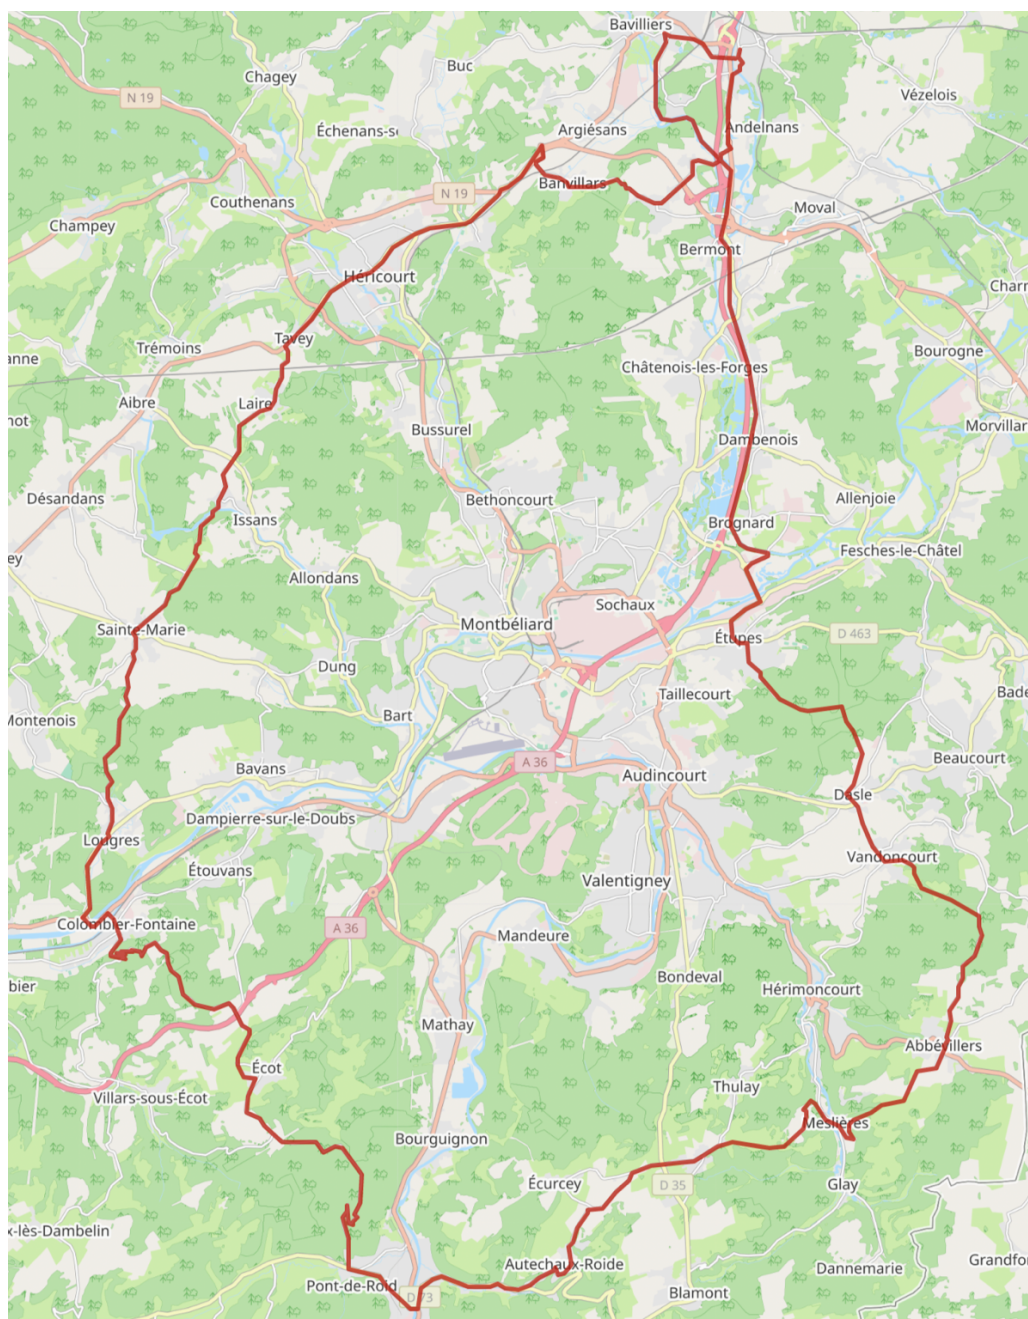 Bavilliers
Buc
Chagey
N 19
Vézelois
Échenans-s
Argiésans
Andelnans
Banvillars
N 19
Couthenans
Moval
Champey
Bermont
Héricourt
Charr
Tavey
Trémoins
Bourogne
anne
Châtenois-les-Forges
Aibre
Laire
Morvillar
not
Bussurel
Dambenois
Désandans
Bethoncourt
Allenjoie
Issans
Brognard
Fesches-le-Châtel
ey
Allondans
Sochaux
Sainte-Marie
Montbéliard
Étupes
D 463
Dung
Taillecourt
Bade
Montenois
Bart
Beaucourt
A 36
Bavans
Audincourt
Dasle
Dampierre-sur-le-Doubs
Lougres
Vandoncourt
Étouvans
Valentigney
Colombier-Fontaine
A 36
Mandeure
Bondeval
bier
Hérimoncourt
Mathay
Abbévillers
Écot
Thulay
Villars-sous-Écot
Meslières
Bourguignon
Écurcey
D 35
Glay
x-lès-Dambelin
Autechaux-Roide
Dannemarie
Grandfo
Pont-de-Roid
D 73
Blamont